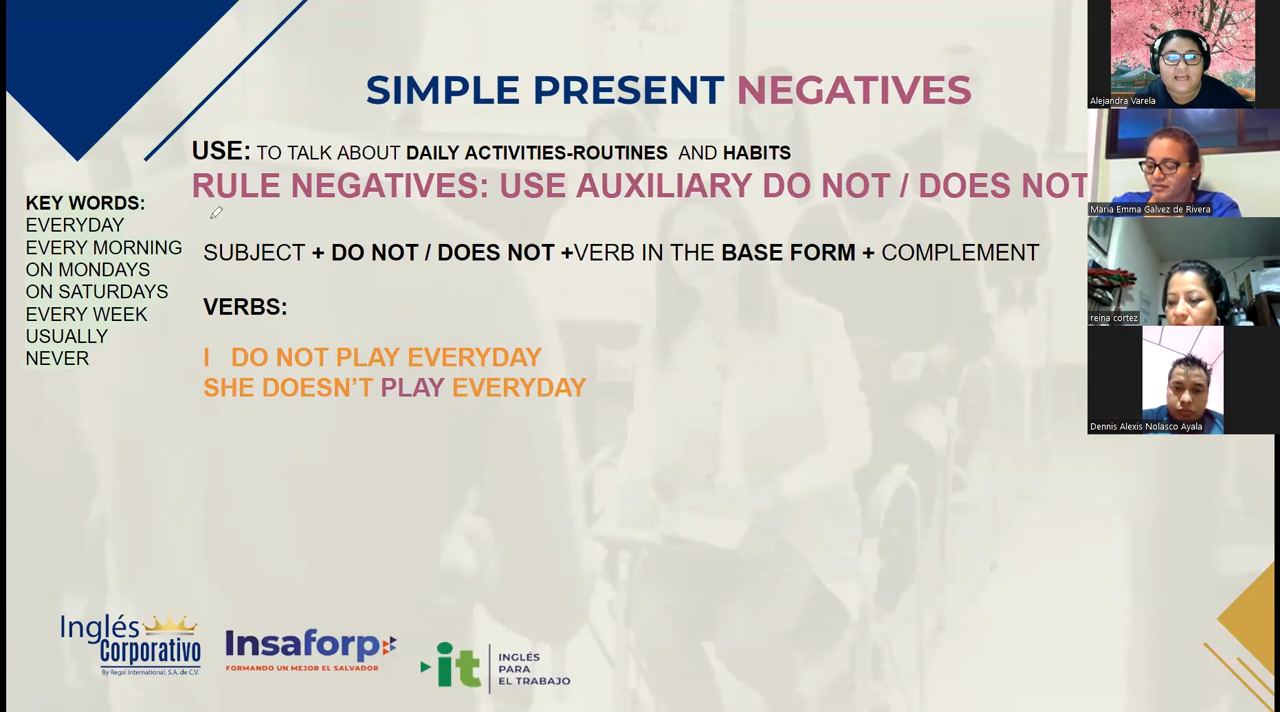 SIMPLE PRESENT NEGATIVES
USE: TO TALK ABOUT DAILY ACTIVITIES-ROUTINES AND HABITS
RULE NEGATIVES: USE AUXILIARY DO NOT / DOES NOT
KEY WORDS:
EVERYDAY
EVERY MORNING
ON MONDAYS
ON SATURDAYS
EVERY WEEK
USUALLY
NEVER
SUBJECT + DO NOT / DOES NOT +VERB IN THE BASE FORM + COMPLEMENT
VERBS:
I DO NOT PLAY EVERYDAY
SHE DOESN’T PLAY EVERYDAY
Alejandra Varela
Maria Emma Galvez de Rivera
reina cortez
Dennis Alexis Nolasco Ayala
Inglés
Corporativo
By Regal International, S.A. de C.V.
Insaforp
FORMANDO UN MEJOR EL SALVADOR
it
INGLÉS
PARA
EL TRABAJO